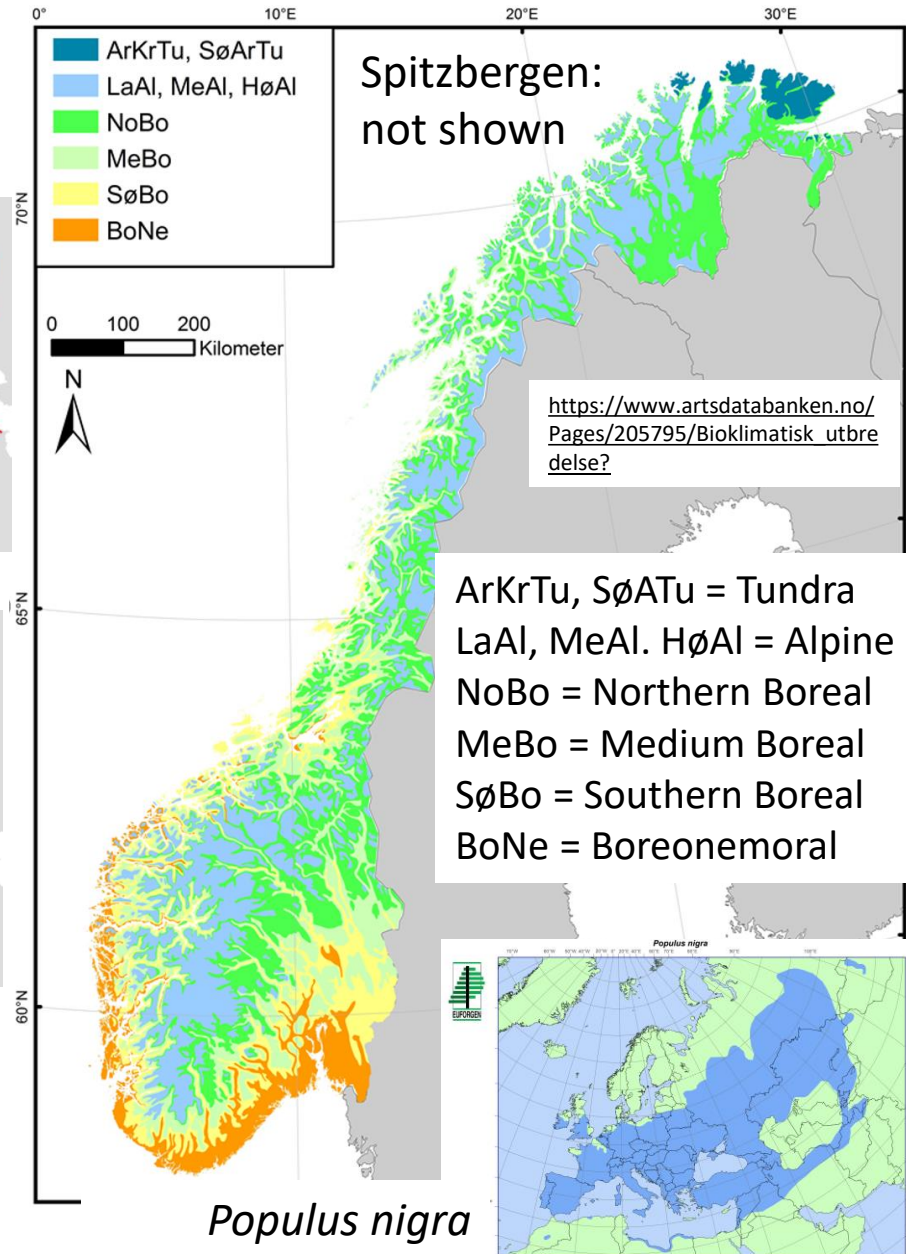 0°
10°E
20°E
30°E
ArKrTu, SøArTu
LaAl, MeAl, HøAl
NoBo
MeBo
SøBo
BoNe
Spitzbergen:
not shown
70°N
0 100 200
Kilometer
N
https://www.artsdatabanken.no/
Pages/205795/Bioklimatisk_utbre
delse?
65°N
ArKrTu, SøATu = Tundra
LaAl, MeAl. HøAl = Alpine
NoBo = Northern Boreal
MeBo = Medium Boreal
SøBo = Southern Boreal
BoNe = Boreonemoral
60°N
Populus nigra
EUFORGEN
Populus nigra